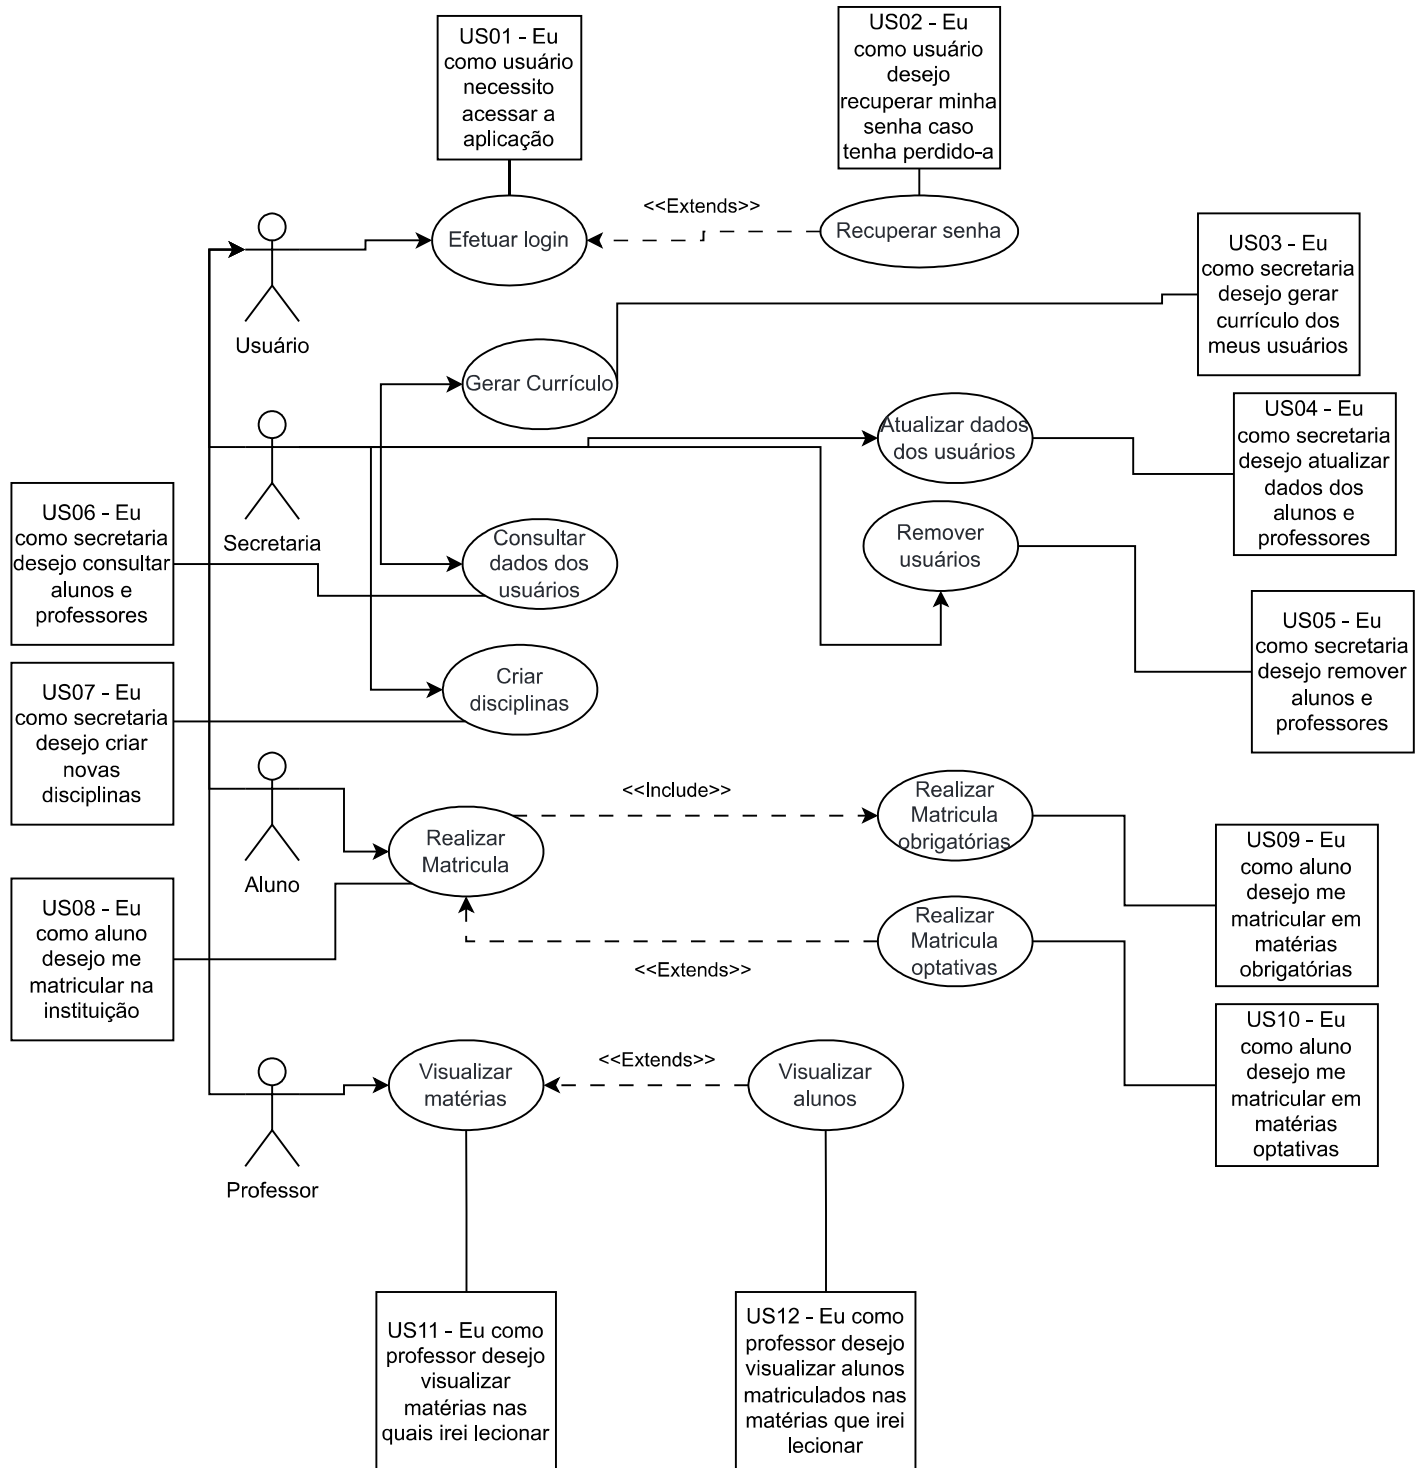 US01 - Eu
como usuário
necessito
acessar a
aplicação
US02 - Eu
como usuário
desejo
recuperar minha
senha caso
tenha perdido-a
<<Extends>>
Efetuar login
Recuperar senha
Usuário
US03 - Eu
como secretaria
desejo gerar
currículo dos
meus usuários
Gerar Currículo
Atualizar dados
dos usuários
US04 - Eu
como secretaria
desejo atualizar
dados dos
alunos e
professores
Secretaria
US06 - Eu
como secretaria
desejo consultar
alunos e
professores
Consultar
dados dos
usuários
Remover
usuários
US05 - Eu
como secretaria
desejo remover
alunos e
professores
Criar
disciplinas
US07 - Eu
como secretaria
desejo criar
novas
disciplinas
Aluno
<<Include>>
Realizar
Matricula
Realizar
Matricula
obrigatórias
US09 - Eu
como aluno
desejo me
matricular em
matérias
obrigatórias
US08 - Eu
como aluno
desejo me
matricular na
instituição
<<Extends>>
Realizar
Matricula
optativas
US10 - Eu
como aluno
desejo me
matricular em
matérias
optativas
Professor
Visualizar
matérias
<<Extends>>
Visualizar
alunos
US11 - Eu como
professor desejo
visualizar
matérias nas
quais irei lecionar
US12 - Eu como
professor desejo
visualizar alunos
matriculados nas
matérias que irei
lecionar